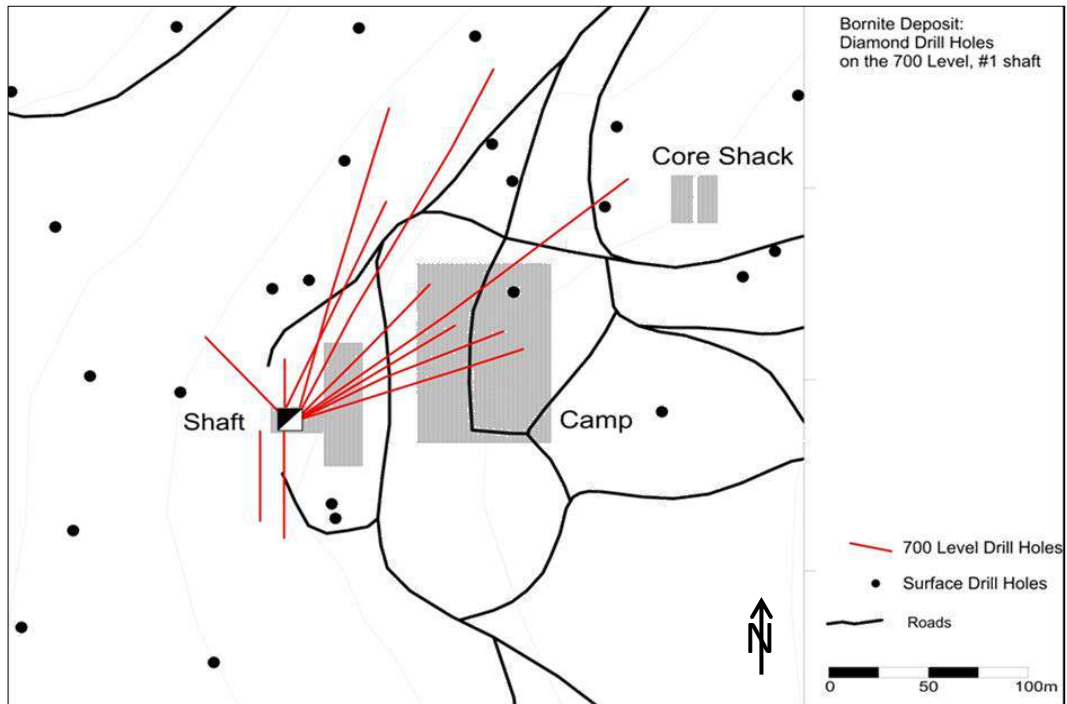 Bornite Deposit:
Diamond Drill Holes
on the 700 Level, #1 shaft
Core Shack
Shaft
Camp
700 Level Drill Holes
Surface Drill Holes
N
Roads
0 50 100m